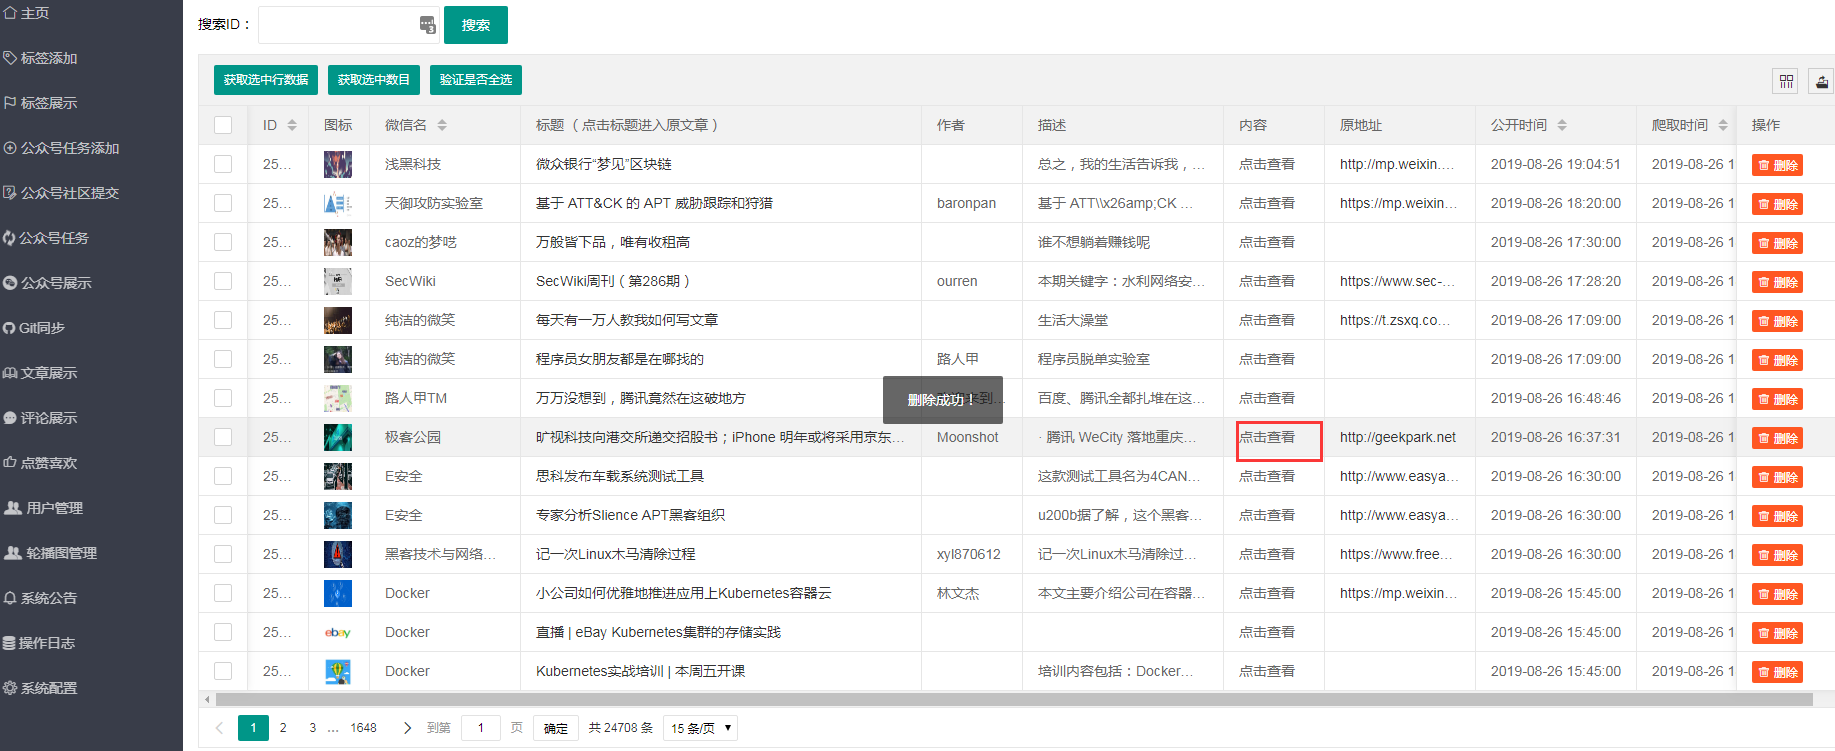 主页
标签添加
标签展示
公众号任务添加
公众号社区提交
公众号任务
公众号展示
Git同步
文章展示
评论展示
点赞喜欢
用户管理
轮播图管理
系统公告
操作日志
系统配置
搜索ID： 搜索
获取选中行数据 获取选中数目 验证是否全选
ID 图标 微信名 标题 （点击标题进入原文章） 作者 描述 内容 原地址 公开时间 爬取时间 操作
25... 浅黑科技 微众银行“梦见”区块链 总之，我的生活告诉我，... 点击查看 http://mp.weixin.... 2019-08-26 19:04:51 2019-08-26 1 删除
25... 天御攻防实验室 基于 ATT&CK 的 APT 威胁跟踪和狩猎 baronpan 基于 ATT\\x26amp;CK ... 点击查看 https://mp.weixin... 2019-08-26 18:20:00 2019-08-26 1 删除
25... caoz的梦呓 万般皆下品，唯有收租高 谁不想躺着赚钱呢 点击查看 2019-08-26 17:30:00 2019-08-26 1 删除
25... SecWiki SecWiki周刊（第286期） ourren 本期关键字：水利网络安... 点击查看 https://www.sec-... 2019-08-26 17:28:20 2019-08-26 1 删除
25... 纯洁的微笑 每天有一万人教我如何写文章 生活大澡堂 点击查看 https://t.zsxq.co... 2019-08-26 17:09:00 2019-08-26 1 删除
25... 纯洁的微笑 程序员女朋友都是在哪找的 路人甲 程序员脱单实验室 点击查看 2019-08-26 17:09:00 2019-08-26 1 删除
25... 路人甲TM 万万没想到，腾讯竟然在这破地方 来到... 百度、腾讯全都扎堆在这... 点击查看 2019-08-26 16:48:46 2019-08-26 1 删除
删除成功！
25... 极客公园 旷视科技向港交所递交招股书；iPhone 明年或将采用京东... Moonshot · 腾讯 WeCity 落地重庆... 点击查看 http://geekpark.net 2019-08-26 16:37:31 2019-08-26 1 删除
25... E安全 思科发布车载系统测试工具 这款测试工具名为4CAN... 点击查看 http://www.easya... 2019-08-26 16:30:00 2019-08-26 1 删除
25... E安全 专家分析Slience APT黑客组织 u200b据了解，这个黑客... 点击查看 http://www.easya... 2019-08-26 16:30:00 2019-08-26 1 删除
25... 黑客技术与网络... 记一次Linux木马清除过程 xyl870612 记一次Linux木马清除过... 点击查看 https://www.free... 2019-08-26 16:30:00 2019-08-26 1 删除
25... Docker 小公司如何优雅地推进应用上Kubernetes容器云 林文杰 本文主要介绍公司在容器... 点击查看 https://mp.weixin... 2019-08-26 15:45:00 2019-08-26 1 删除
25... ebay Docker 直播 | eBay Kubernetes集群的存储实践 点击查看 2019-08-26 15:45:00 2019-08-26 1 删除
25... Docker Kubernetes实战培训 | 本周五开课 培训内容包括：Docker... 点击查看 2019-08-26 15:45:00 2019-08-26 1 删除
1 2 3 ... 1648 到第 1 页 确定 共 24708 条 15 条/页